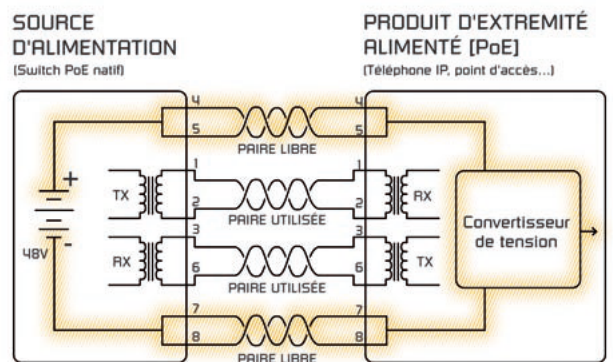 SOURCE
D'ALIMENTATION
(Switch PoE natif)
PRODUIT D'EXTREMITÉ
ALIMENTÉ [PoE]
(Téléphone IP, point d'accès...)
4
4
5
5
PAIRE LIBRE
1
1
TX
RX
2
2
PAIRE UTILISÉE
3
3
RX
TX
6
6
PAIRE UTILISÉE
+
-
48V
Convertisseur
de tension
7
7
8
8
PAIRE LIBRE